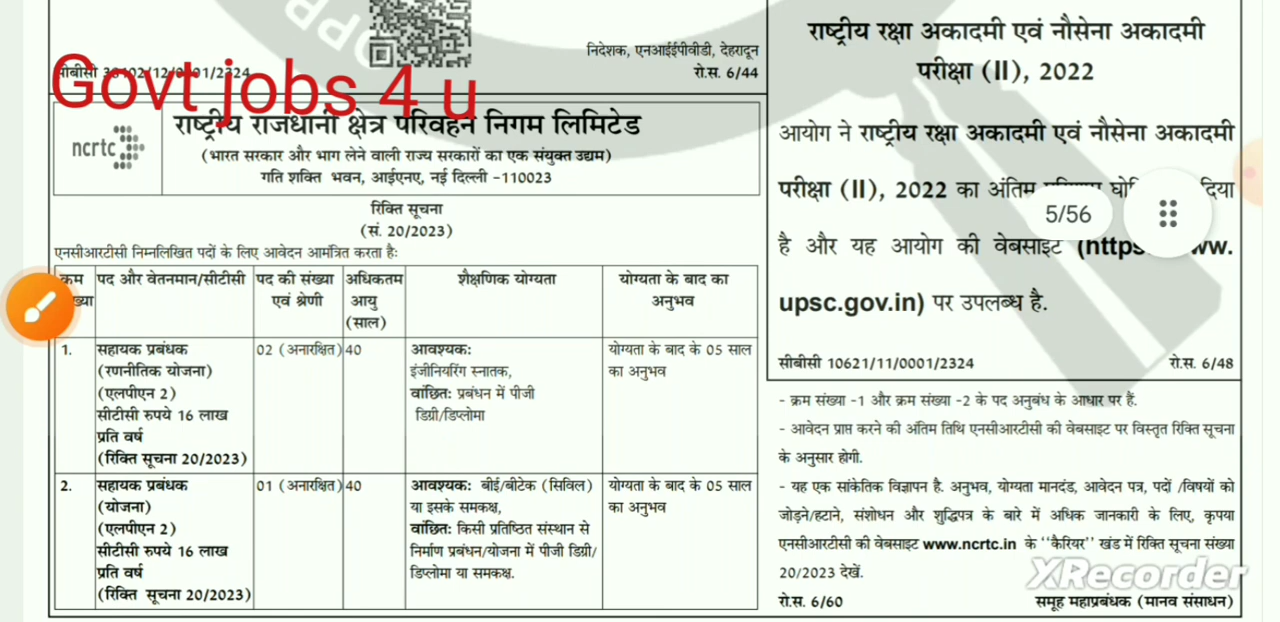 निदेशक, एनआईईपीवीडी, देहरादून
रो.स. 6/44
Govt jobs 4 u
ncrtc
राष्ट्रीय राजधानी क्षेत्र परिवहन निगम लिमिटेड
(भारत सरकार और भाग लेने वाली राज्य सरकारों का एक संयुक्त उद्यम)
गति शक्ति भवन, आईएनए, नई दिल्ली -110023
रिक्ति सूचना
(सं. 20/2023)
एनसीआरटीसी निम्नलिखित पदों के लिए आवेदन आमंत्रित करता है:
क्रम
पद और वेतनमान/सीटीसी
पद की संख्या
एवं श्रेणी
अधिकतम
आयु
(साल)
शैक्षणिक योग्यता
योग्यता के बाद का
अनुभव
1.
सहायक प्रबंधक
(रणनीतिक योजना)
(एलपीएन 2)
सीटीसी रुपये 16 लाख
प्रति वर्ष
(रिक्ति सूचना 20/2023)
02 (अनारक्षित)
40
आवश्यक:
इंजीनियरिंग स्नातक,
वांछित: प्रबंधन में पीजी
डिग्री/डिप्लोमा
योग्यता के बाद के 05 साल
का अनुभव
2.
सहायक प्रबंधक
(योजना)
(एलपीएन 2)
सीटीसी रुपये 16 लाख
प्रति वर्ष
(रिक्ति सूचना 20/2023)
01 (अनारक्षित)
40
आवश्यक: बीई/बीटेक (सिविल)
या इसके समकक्ष,
वांछित: किसी प्रतिष्ठित संस्थान से
निर्माण प्रबंधन/योजना में पीजी डिग्री/
डिप्लोमा या समकक्ष.
योग्यता के बाद के 05 साल
का अनुभव
राष्ट्रीय रक्षा अकादमी एवं नौसेना अकादमी
परीक्षा (II), 2022
आयोग ने राष्ट्रीय रक्षा अकादमी एवं नौसेना अकादमी
परीक्षा (II), 2022 का अंतिम दिया
5/56
है और यह आयोग की वेबसाइट (https ww.
upsc.gov.in) पर उपलब्ध है.
सीबीसी 10621/11/0001/2324
रो.स. 6/48
- क्रम संख्या -1 और क्रम संख्या -2 के पद अनुबंध के आधार पर हैं.
- आवेदन प्राप्त करने की अंतिम तिथि एनसीआरटीसी की वेबसाइट पर विस्तृत रिक्ति सूचना
के अनुसार होगी.
- यह एक सांकेतिक विज्ञापन है. अनुभव, योग्यता मानदंड, आवेदन पत्र, पदों /विषयों को
जोड़ने/हटाने, संशोधन और शुद्धिपत्र के बारे में अधिक जानकारी के लिए, कृपया
एनसीआरटीसी की वेबसाइट www.ncrtc.in के ''कैरियर'' खंड में रिक्ति सूचना संख्या
20/2023 देखें.
XRecorder
रो.स. 6/60
समूह महाप्रबंधक (मानव संसाधन)